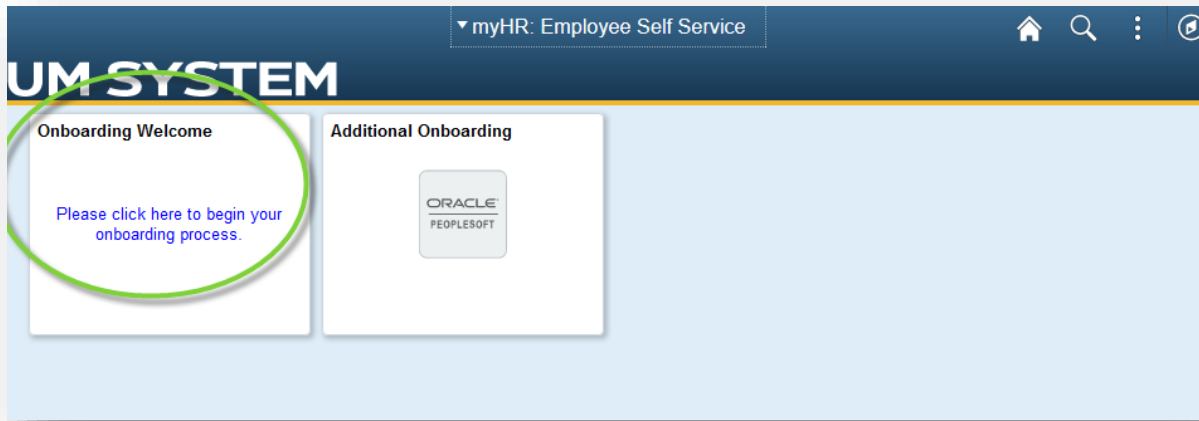 myHR: Employee Self Service
UM SYSTEM
Onboarding Welcome
Please click here to begin your
onboarding process.
Additional Onboarding
ORACLE
PEOPLESOFT